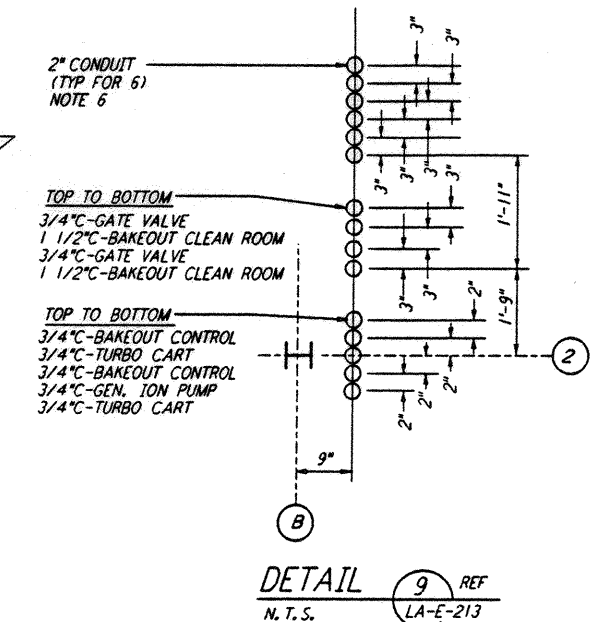 2" CONDUIT
(TYP FOR 6)
NOTE 6
TOP TO BOTTOM
3/4"C-GATE VALVE
1 1/2"C-BAKEOUT CLEAN ROOM
3/4"C-GATE VALVE
1 1/2"C-BAKEOUT CLEAN ROOM
TOP TO BOTTOM
3/4"C-BAKEOUT CONTROL
3/4"C-TURBO CART
3/4"C-BAKEOUT CONTROL
3/4"C-GEN. ION PUMP
3/4"C-TURBO CART
3"
3"
3"
3"
3"
3"
3"
3"
1'-11"
1'-9"
2"
2"
2"
2"
2
9"
B
DETAIL 9 REF
N.T.S. LA-E-213